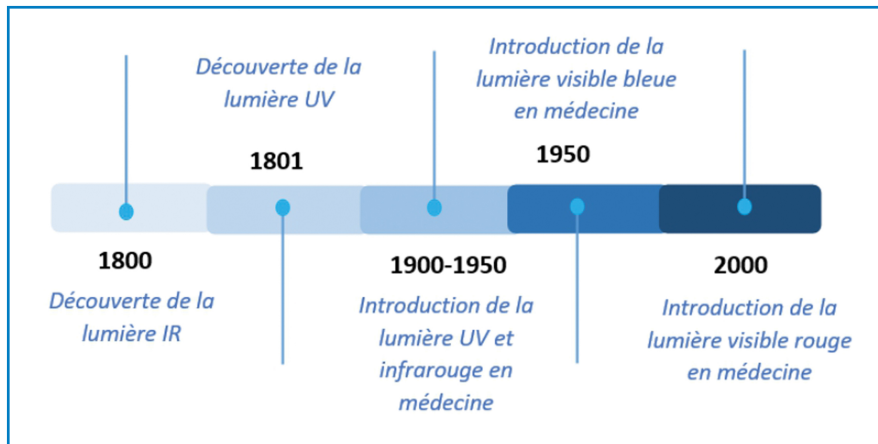 1800
Découverte de la
lumière IR
Découverte de la
lumière UV
1801
1900-1950
Introduction de la
lumière UV et
infrarouge en
médecine
Introduction de la
lumière visible bleue
en médecine
1950
2000
Introduction de la
lumière visible rouge
en médecine